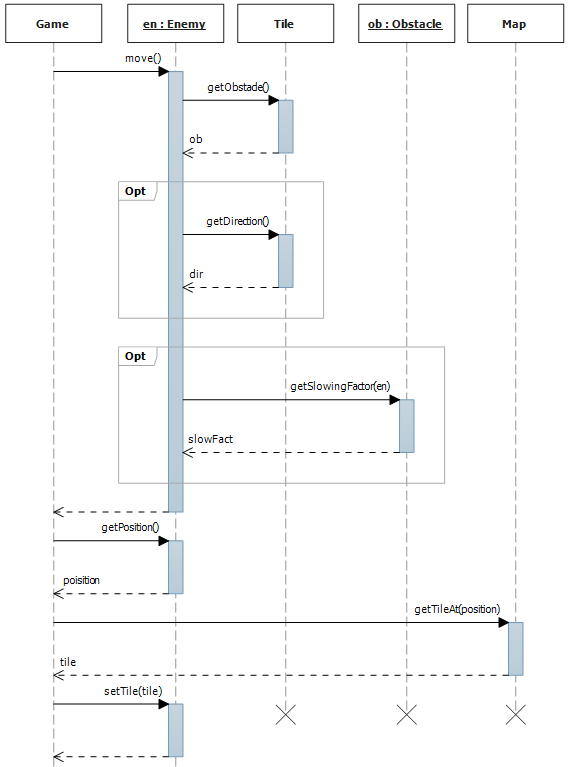 Game
en : Enemy
Tile
ob : Obstacle
Map
move()
getObstade()
ob
Opt
getDirection()
dir
Opt
getSlowingFactor(en)
slowFact
getPosition()
poisition
getTileAt(position)
tile
setTile(tile)